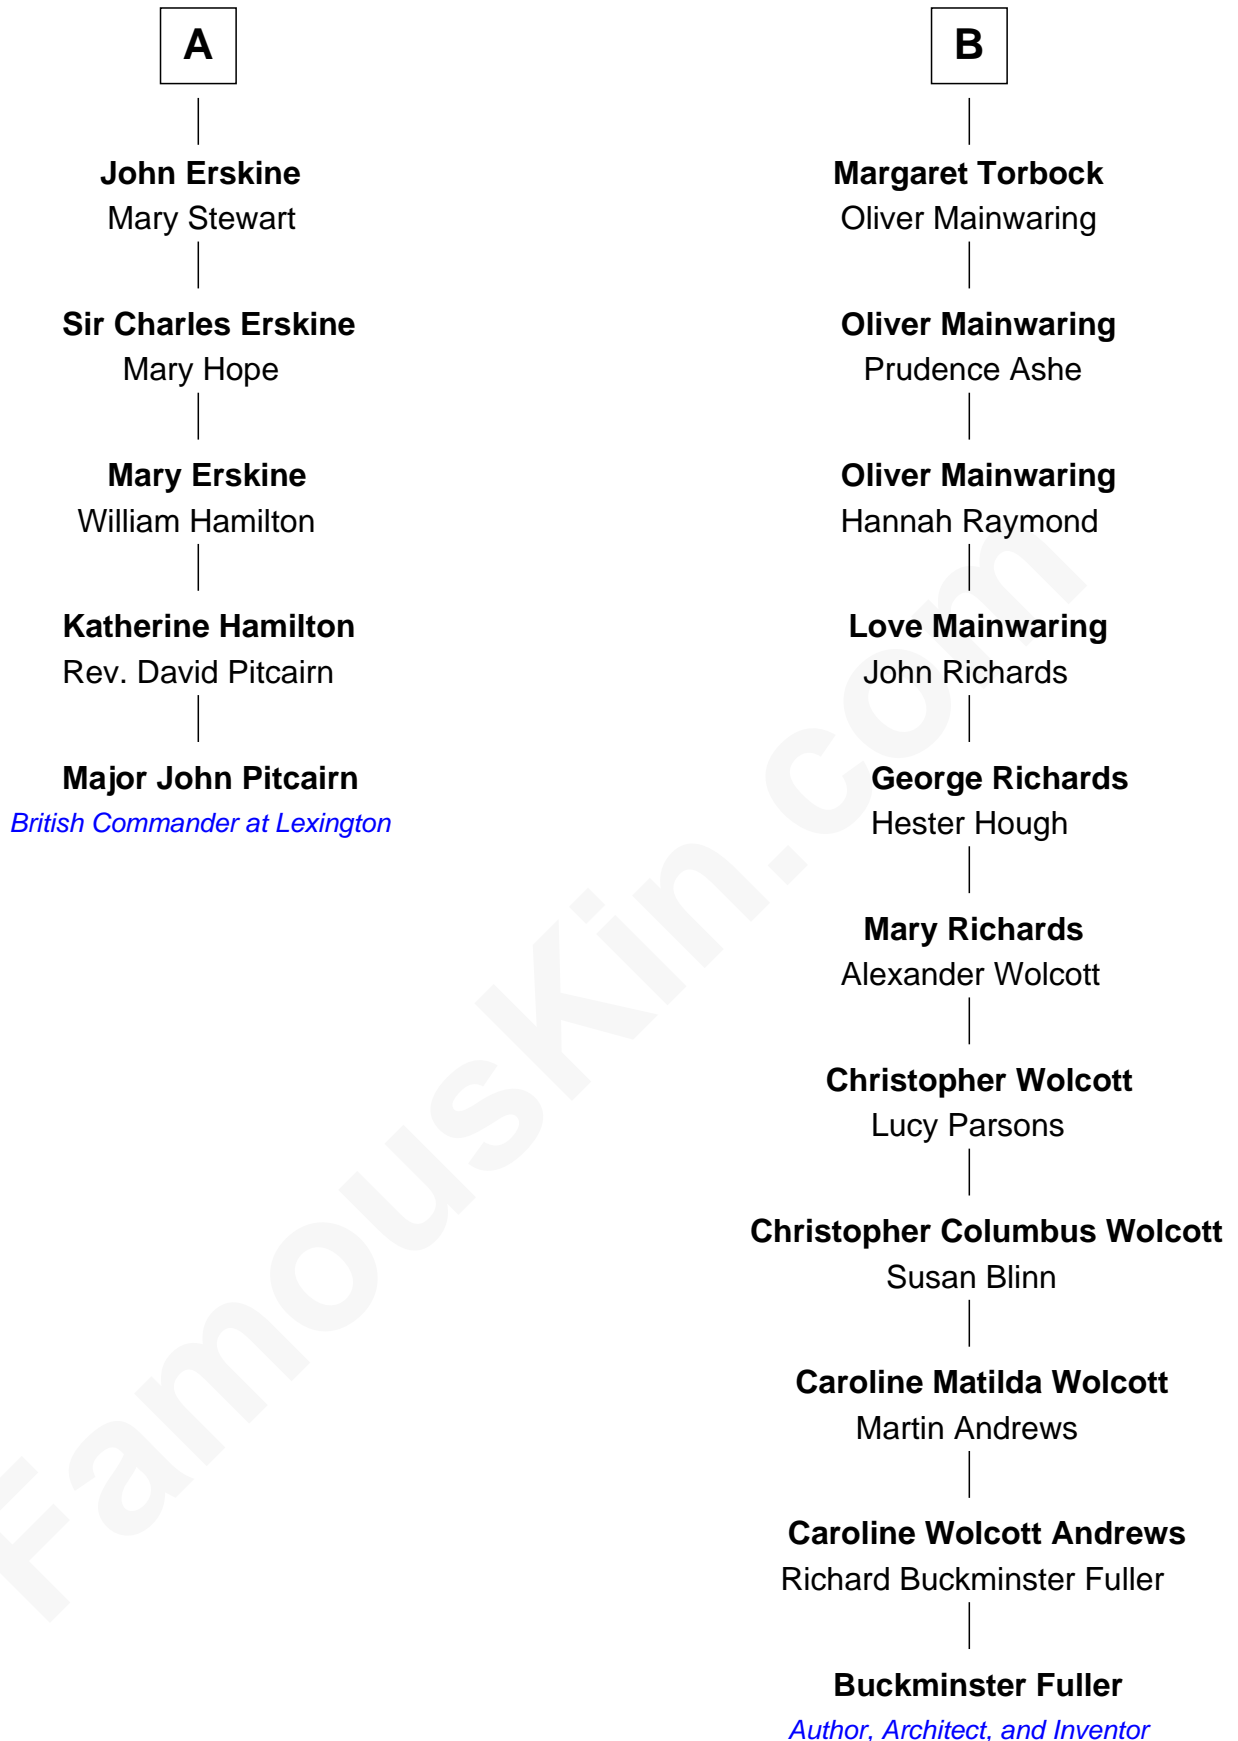 A
John Erskine
Mary Stewart
Sir Charles Erskine
Mary Hope
Mary Erskine
William Hamilton
Katherine Hamilton
Rev. David Pitcairn
Major John Pitcairn
British Commander at Lexington
B
Margaret Torbock
Oliver Mainwaring
Oliver Mainwaring
Prudence Ashe
Oliver Mainwaring
Hannah Raymond
Love Mainwaring
John Richards
George Richards
Hester Hough
Mary Richards
Alexander Wolcott
Christopher Wolcott
Lucy Parsons
Christopher Columbus Wolcott
Susan Blinn
Caroline Matilda Wolcott
Martin Andrews
Caroline Wolcott Andrews
Richard Buckminster Fuller
Buckminster Fuller
Author, Architect, and Inventor
FamousKin.com